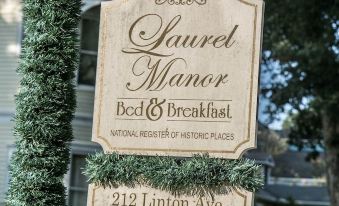 Laurel
Manor
Bed & Breakfast
NATIONAL REGISTER OF HISTORIC PLACES
212 Linton Ave